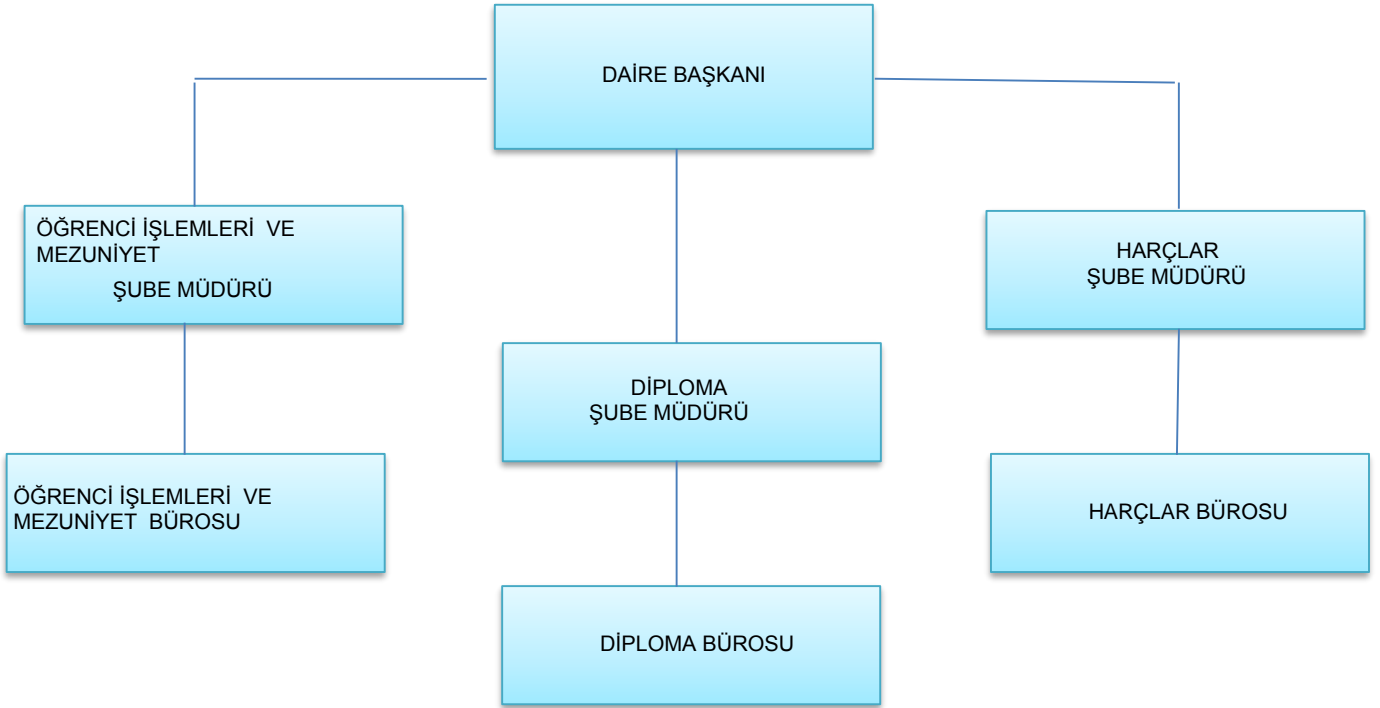 DAİRE BAŞKANI
ÖĞRENCİ İŞLEMLERİ VE
MEZUNİYET
ŞUBE MÜDÜRÜ
HARÇLAR
ŞUBE MÜDÜRÜ
DİPLOMA
ŞUBE MÜDÜRÜ
ÖĞRENCİ İŞLEMLERİ VE
MEZUNİYET BÜROSU
HARÇLAR BÜROSU
DİPLOMA BÜROSU